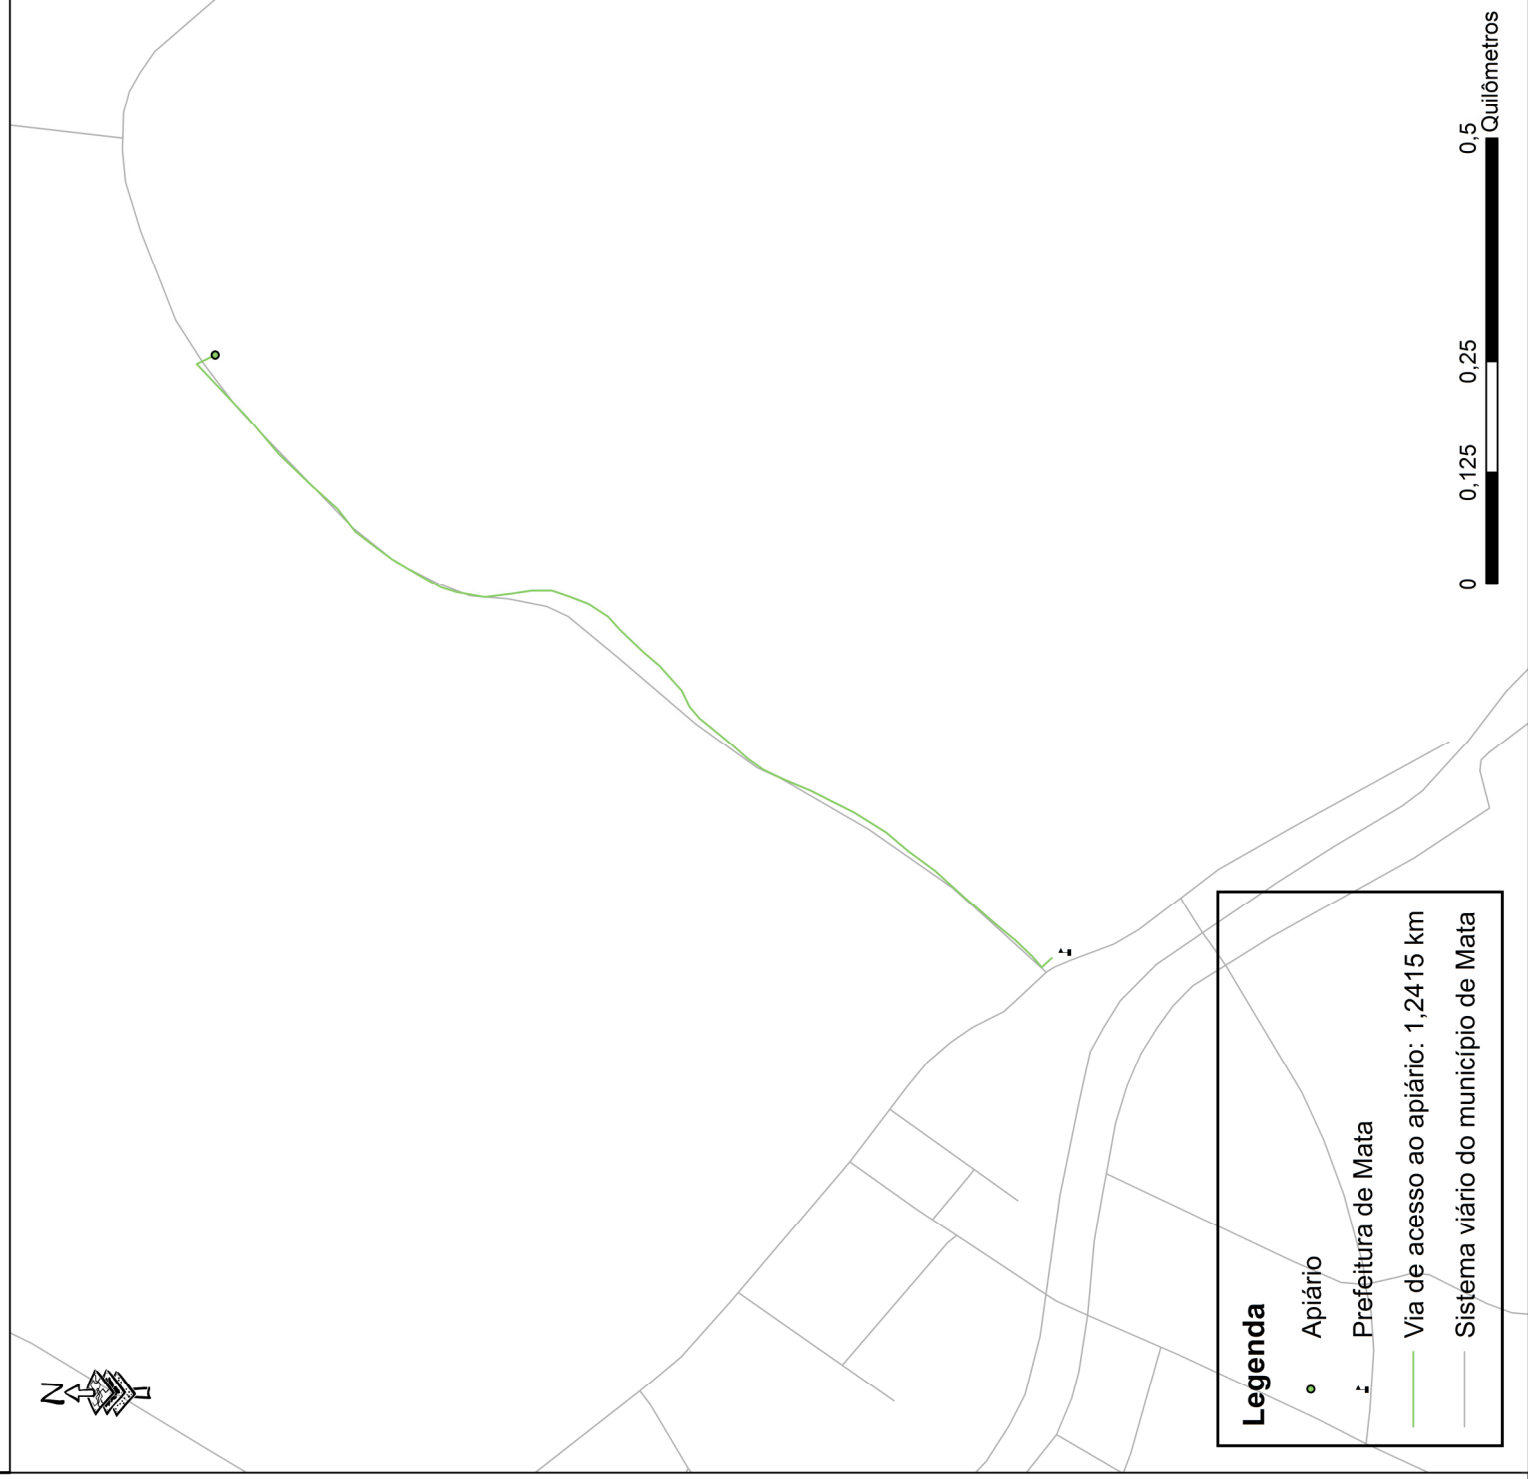 N
Legenda
Apiário
Prefeitura de Mata
Via de acesso ao apiário: 1,2415 km
Sistema viário do município de Mata
0 0,125 0,25 0,5
Quilômetros